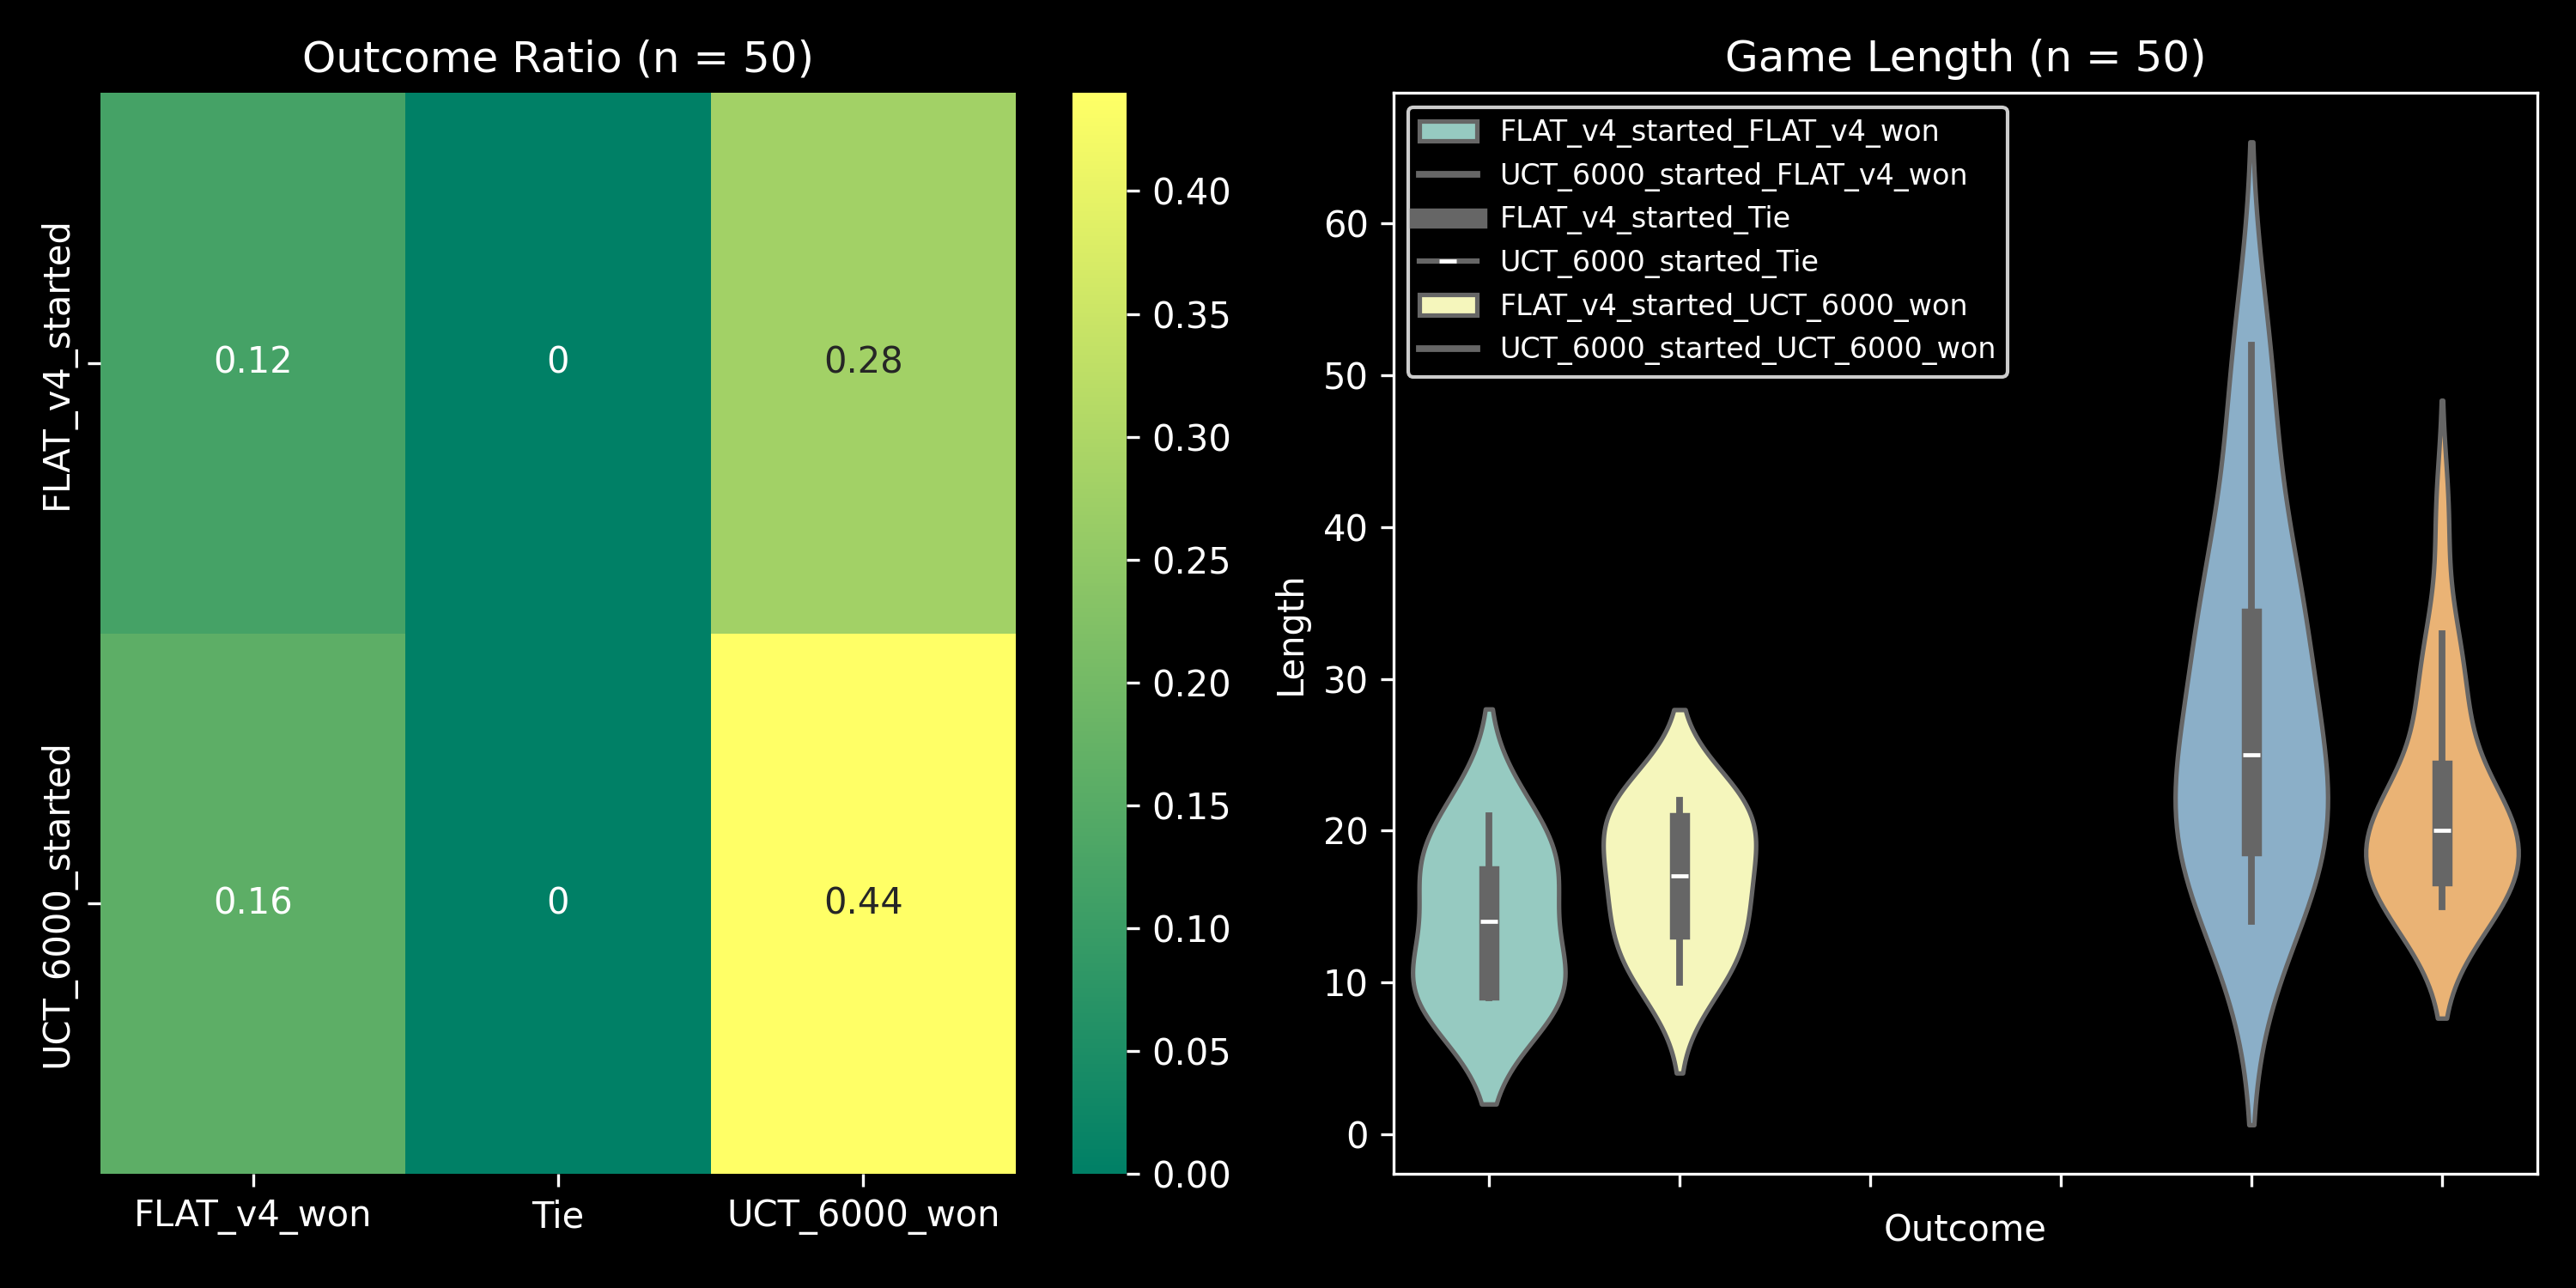 Outcome Ratio (n = 50)
FLAT_v4_started
UCT_6000_started
0.12
0
0.28
0.16
0
0.44
FLAT_v4_won
Tie
UCT_6000_won
0.40
0.35
0.30
0.25
0.20
0.15
0.10
0.05
0.00
Game Length (n = 50)
FLAT_v4_started_FLAT_v4_won
UCT_6000_started_FLAT_v4_won
FLAT_v4_started_Tie
UCT_6000_started_Tie
FLAT_v4_started_UCT_6000_won
UCT_6000_started_UCT_6000_won
Length
60
50
40
30
20
10
0
Outcome